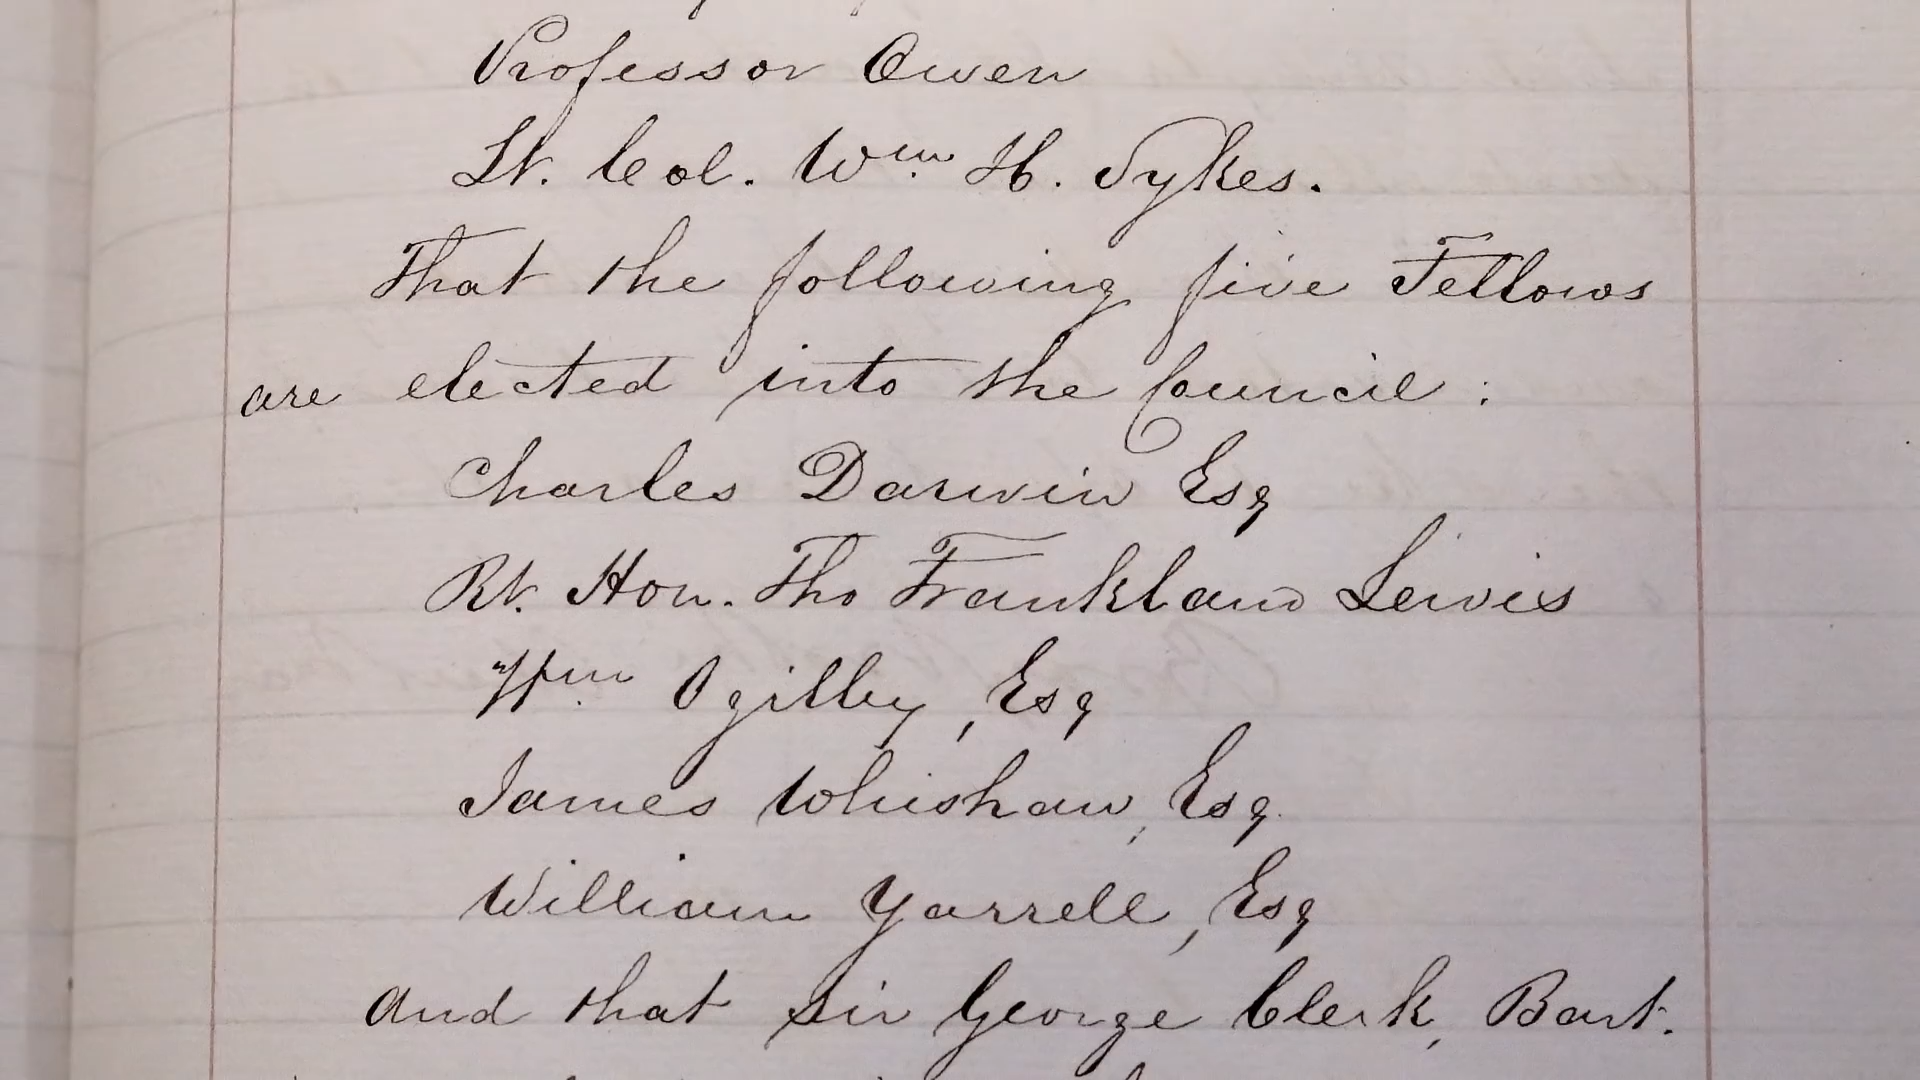 Professor Owen
Lt. Col. Wm. H. Sykes.
That the following five Fellows
are elected into the Council :
Charles Darwin Esq
Rt. Hon. Tho Frankland Lewis
Wm. Ogilby, Esq
James Whishaw, Esq.
William Yarrell, Esq
and that Sir George Clerk, Bart.